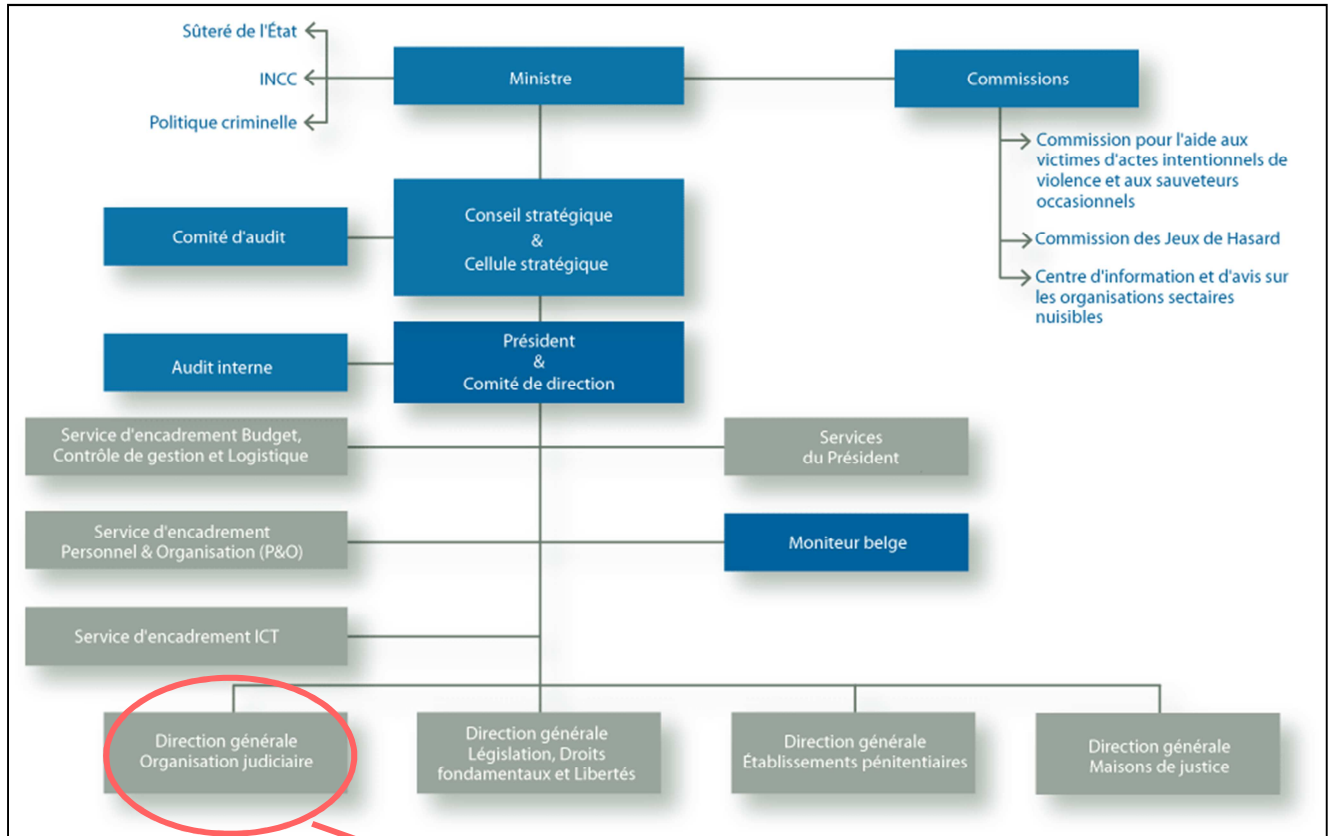 Sûteré de l'État
INCC
Politique criminelle
Ministre
Commissions
Commission pour l'aide aux
victimes d'actes intentionnels de
violence et aux sauveteurs
occasionnels
Commission des Jeux de Hasard
Centre d'information et d'avis sur
les organisations sectaires
nuisibles
Comité d'audit
Conseil stratégique
&
Cellule stratégique
Audit interne
Président
&
Comité de direction
Service d'encadrement Budget,
Contrôle de gestion et Logistique
Services
du Président
Service d'encadrement
Personnel & Organisation (P&O)
Moniteur belge
Service d'encadrement ICT
Direction générale
Organisation judiciaire
Direction générale
Législation, Droits
fondamentaux et Libertés
Direction générale
Établissements pénitentiaires
Direction générale
Maisons de justice